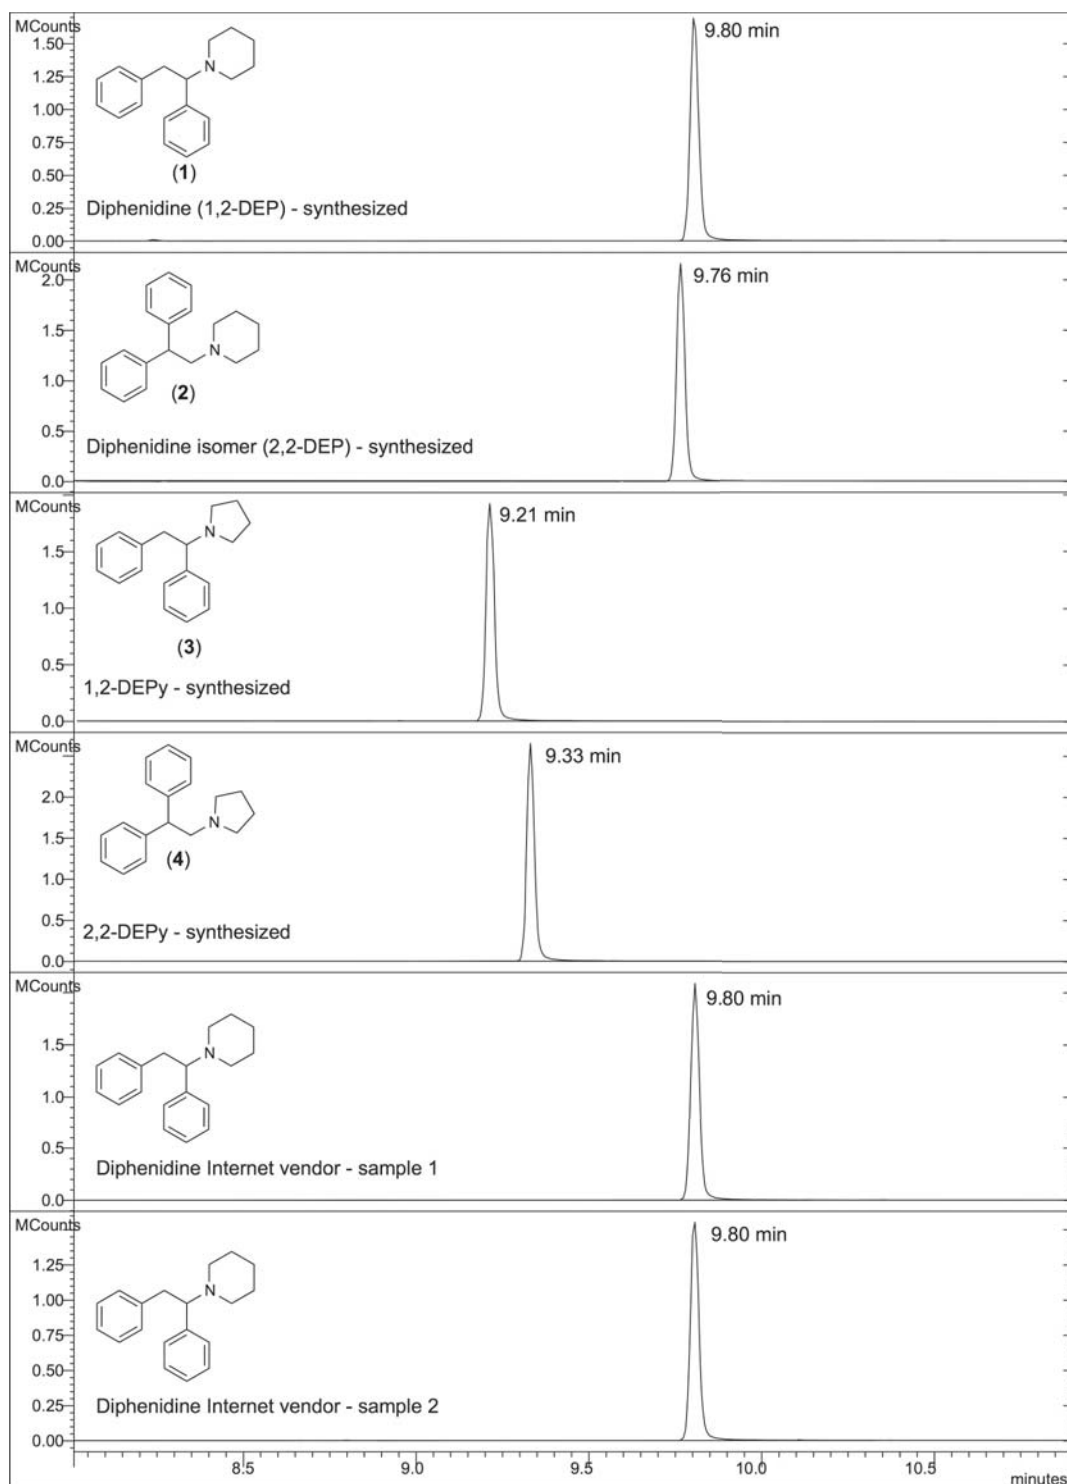 MCounts
1.50
9.80 min
1.25
N
1.00
0.75
0.50
(1)
0.25
Diphenidine (1,2-DEP) - synthesized
0.00
MCounts
2.0
9.76 min
1.5
N
1.0
(2)
0.5
Diphenidine isomer (2,2-DEP) - synthesized
0.0
MCounts
9.21 min
N
1.5
1.0
(3)
0.5
1,2-DEPy - synthesized
0.0
MCounts
9.33 min
2.0
N
1.5
(4)
1.0
0.5
2,2-DEPy - synthesized
0.0
MCounts
9.80 min
1.5
N
1.0
0.5
Diphenidine Internet vendor - sample 1
0.0
MCounts
9.80 min
1.25
N
1.00
0.75
0.50
0.25
Diphenidine Internet vendor - sample 2
0.00
8.5 9.0 9.5 10.0 10.5
minutes